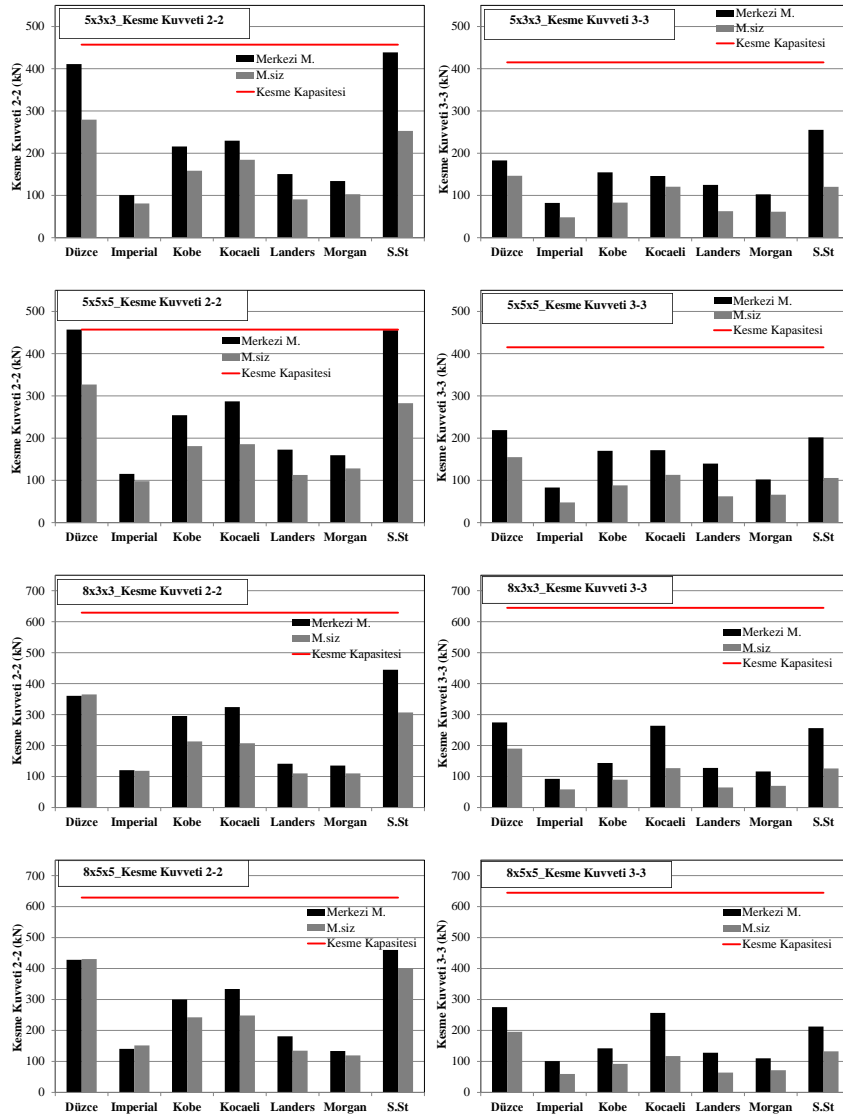 5x3x3_Kesme Kuvveti 2-2
Kesme Kuvveti 2-2 (kN)
500
400
300
200
100
0
Merkezi M.
M.siz
Kesme Kapasitesi
Düzce Imperial Kobe Kocaeli Landers Morgan S.St
5x3x3_Kesme Kuvveti 3-3
Kesme Kuvveti 3-3 (kN)
500
400
300
200
100
0
Merkezi M.
M.siz
Kesme Kapasitesi
Düzce Imperial Kobe Kocaeli Landers Morgan S.St
5x5x5_Kesme Kuvveti 2-2
Kesme Kuvveti 2-2 (kN)
500
400
300
200
100
0
Merkezi M.
M.siz
Kesme Kapasitesi
Düzce Imperial Kobe Kocaeli Landers Morgan S.St
5x5x5_Kesme Kuvveti 3-3
Kesme Kuvveti 3-3 (kN)
500
400
300
200
100
0
Merkezi M.
M.siz
Kesme Kapasitesi
Düzce Imperial Kobe Kocaeli Landers Morgan S.St
8x3x3_Kesme Kuvveti 2-2
Kesme Kuvveti 2-2 (kN)
700
600
500
400
300
200
100
0
Merkezi M.
M.siz
Kesme Kapasitesi
Düzce Imperial Kobe Kocaeli Landers Morgan S.St
8x3x3_Kesme Kuvveti 3-3
Kesme Kuvveti 3-3 (kN)
700
600
500
400
300
200
100
0
Merkezi M.
M.siz
Kesme Kapasitesi
Düzce Imperial Kobe Kocaeli Landers Morgan S.St
8x5x5_Kesme Kuvveti 2-2
Kesme Kuvveti 2-2 (kN)
700
600
500
400
300
200
100
0
Merkezi M.
M.siz
Kesme Kapasitesi
Düzce Imperial Kobe Kocaeli Landers Morgan S.St
8x5x5_Kesme Kuvveti 3-3
Kesme Kuvveti 3-3 (kN)
700
600
500
400
300
200
100
0
Merkezi M.
M.siz
Kesme Kapasitesi
Düzce Imperial Kobe Kocaeli Landers Morgan S.St